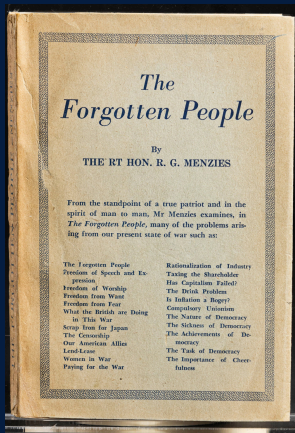 The
Forgotten People
By
THE RT HON. R. G. MENZIES
From the standpoint of a true patriot and in the
spirit of man to man, Mr Menzies examines, in
The Forgotten People, many of the problems aris-
ing from our present state of war such as:
The Forgotten People
Freedom of Speech and Ex-
pression
Freedom of Worship
Freedom from Want
Freedom from Fear
What the British are Doing
in This War
Scrap Iron for Japan
The Censorship
Our American Allies
Lend-Lease
Women in War
Paying for the War
Rationalization of Industry
Taxing the Shareholder
Has Capitalism Failed?
The Drink Problem
Is Inflation a Bogey?
Compulsory Unionism
The Nature of Democracy
The Sickness of Democracy
The Achievements of De-
mocracy
The Task of Democracy
The Importance of Cheer-
fulness